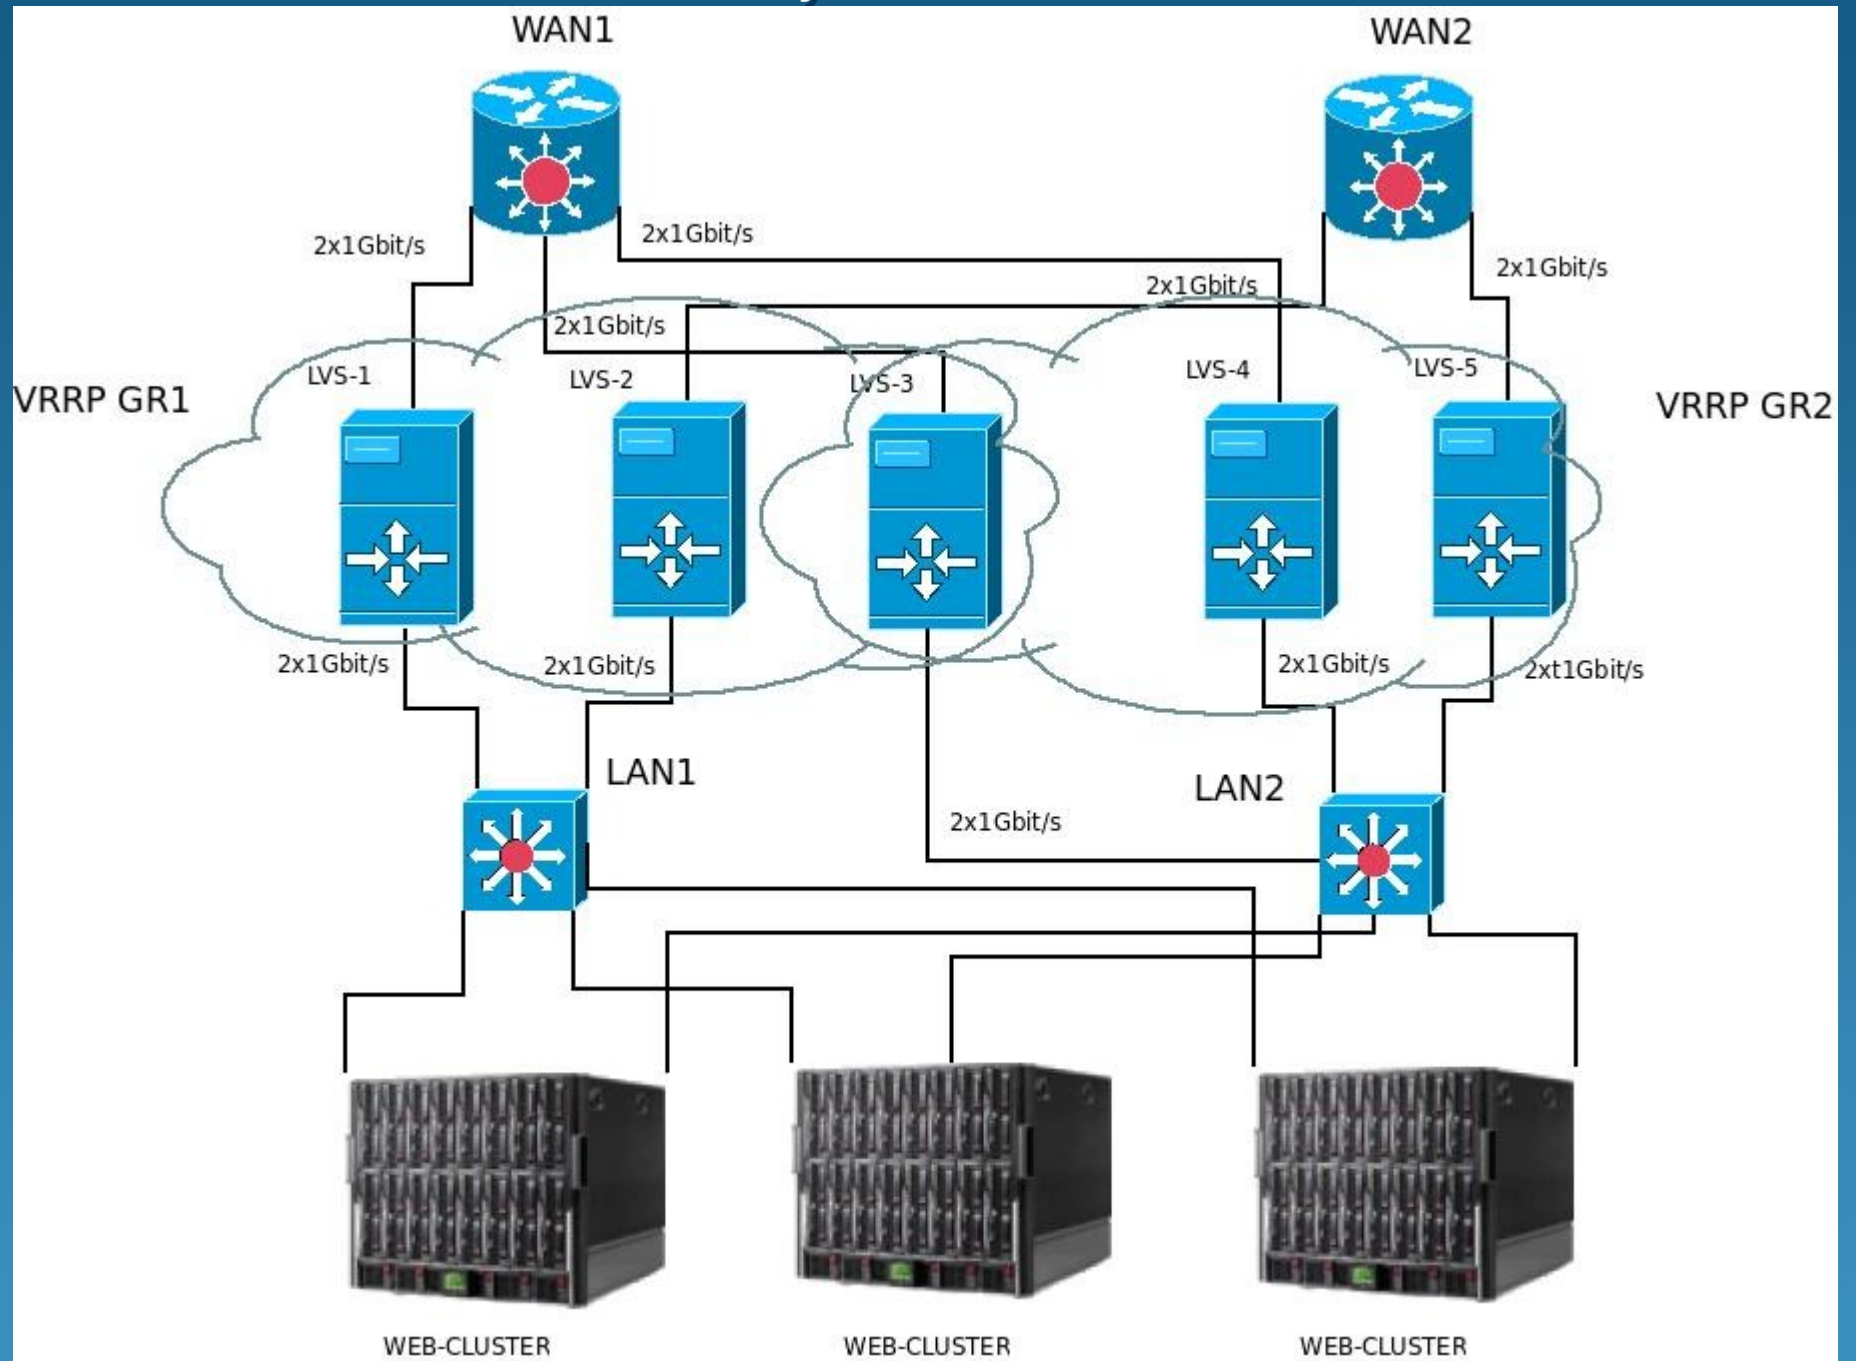 WAN1
WAN2
2x1Gbit/s
2x1Gbit/s
2x1Gbit/s
2x1Gbit/s
2x1Gbit/s
LVS-1
LVS-2
LVS-3
LVS-4
LVS-5
VRRP GR1
VRRP GR2
2x1Gbit/s
2x1Gbit/s
2x1Gbit/s
2xt1Gbit/s
LAN1
LAN2
2x1Gbit/s
WEB-CLUSTER
WEB-CLUSTER
WEB-CLUSTER